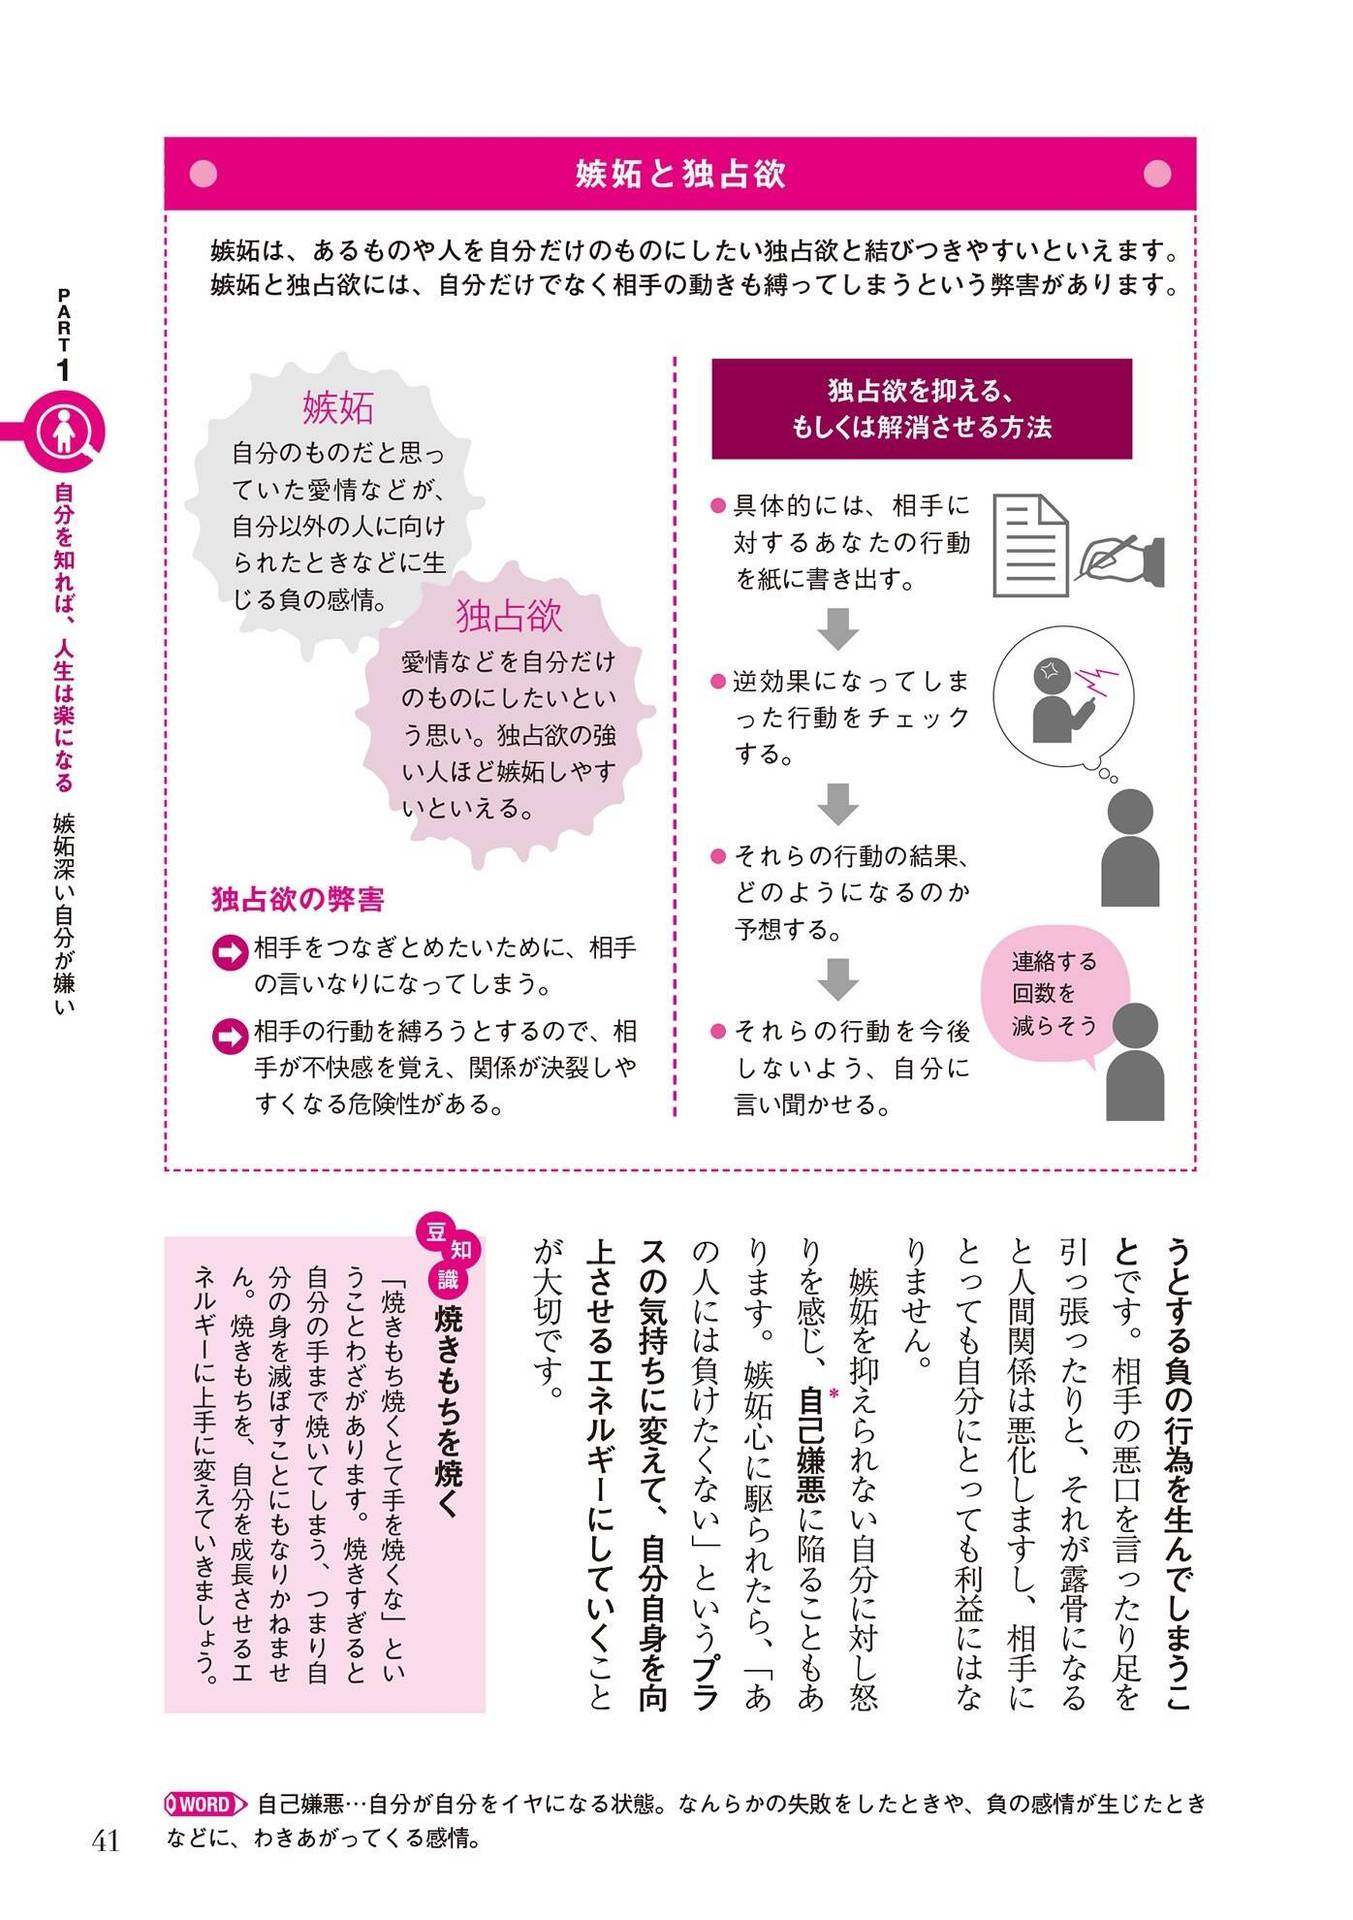 嫉妬と独占欲
嫉妬は、あるものや人を自分だけのものにしたい独占欲と結びつきやすいといえます。
嫉妬と独占欲には、自分だけでなく相手の動きも縛ってしまうという弊害があります。
嫉妬
自分のものだと思っ
ていた愛情などが、
自分以外の人に向け
られたときなどに生
じる負の感情。
独占欲
愛情などを自分だけ
のものにしたいとい
う思い。独占欲の強
い人ほど嫉妬しやす
いといえる。
独占欲の弊害
相手をつなぎとめたいために、相手
の言いなりになってしまう。
相手の行動を縛ろうとするので、相
手が不快感を覚え、関係が決裂しや
すくなる危険性がある。
独占欲を抑える、
もしくは解消させる方法
●具体的には、相手に
対するあなたの行動
を紙に書き出す。
●逆効果になってしま
った行動をチェック
する。
●それらの行動の結果、
どのようになるのか
予想する。
●それらの行動を今後
しないよう、自分に
言い聞かせる。
連絡する
回数を
減らそう
うとする負の行為を生んでしまうこ
とです。相手の悪口を言ったり足を
引っ張ったりと、それが露骨になる
と人間関係は悪化しますし、相手に
とっても自分にとっても利益にはな
りません。
嫉妬を抑えられない自分に対し怒
りを感じ、自己嫌悪*に陥ることもあ
ります。嫉妬心に駆られたら、「あ
の人には負けたくない」というプラ
スの気持ちに変えて、自分自身を向
上させるエネルギーにしていくこと
が大切です。
豆知識
焼きもちを焼く
「焼きもち焼くとて手を焼くな」とい
うことわざがあります。焼きすぎると
自分の手まで焼いてしまう、つまり自
分の身を滅ぼすことにもなりかねませ
ん。焼きもちを、自分を成長させるエ
ネルギーに上手に変えていきましょう。
WORD 自己嫌悪…自分が自分をイヤになる状態。なんらかの失敗をしたときや、負の感情が生じたとき
などに、わきあがってくる感情。
PART 1
自分を知れば、人生は楽になる 嫉妬深い自分が嫌い
41